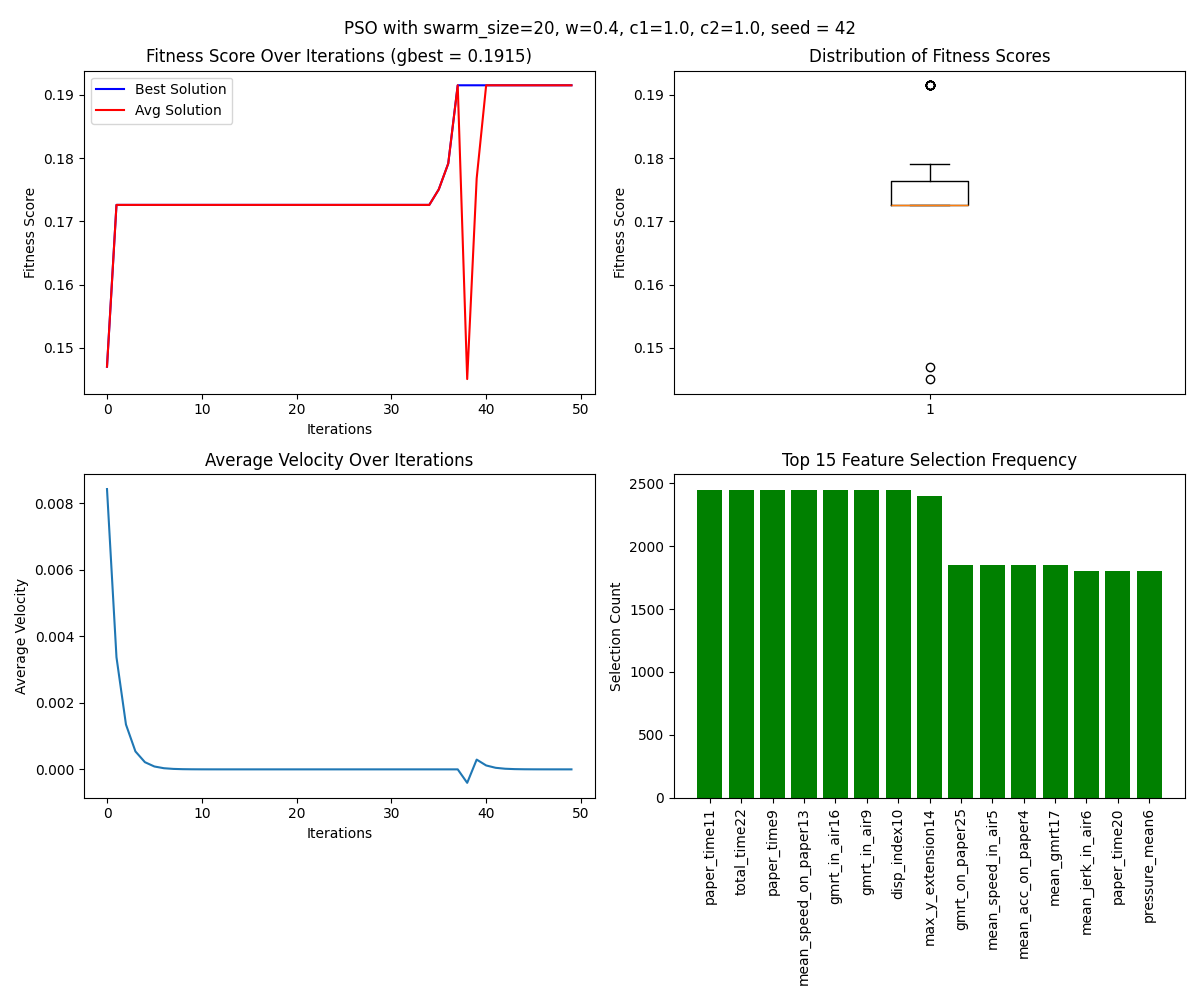 PSO with swarm_size=20, w=0.4, c1=1.0, c2=1.0, seed = 42
Fitness Score Over Iterations (gbest = 0.1915)
Best Solution
Avg Solution
Fitness Score
0.19
0.18
0.17
0.16
0.15
0 10 20 30 40 50
Iterations
Distribution of Fitness Scores
Fitness Score
0.19
0.18
0.17
0.16
0.15
1
Average Velocity Over Iterations
Average Velocity
0.008
0.006
0.004
0.002
0.000
0 10 20 30 40 50
Iterations
Top 15 Feature Selection Frequency
Selection Count
2500
2000
1500
1000
500
0
paper_time11
total_time22
paper_time9
mean_speed_on_paper13
gmrt_in_air16
gmrt_in_air9
disp_index10
max_y_extension14
gmrt_on_paper25
mean_speed_in_air5
mean_acc_on_paper4
mean_gmrt17
mean_jerk_in_air6
paper_time20
pressure_mean6